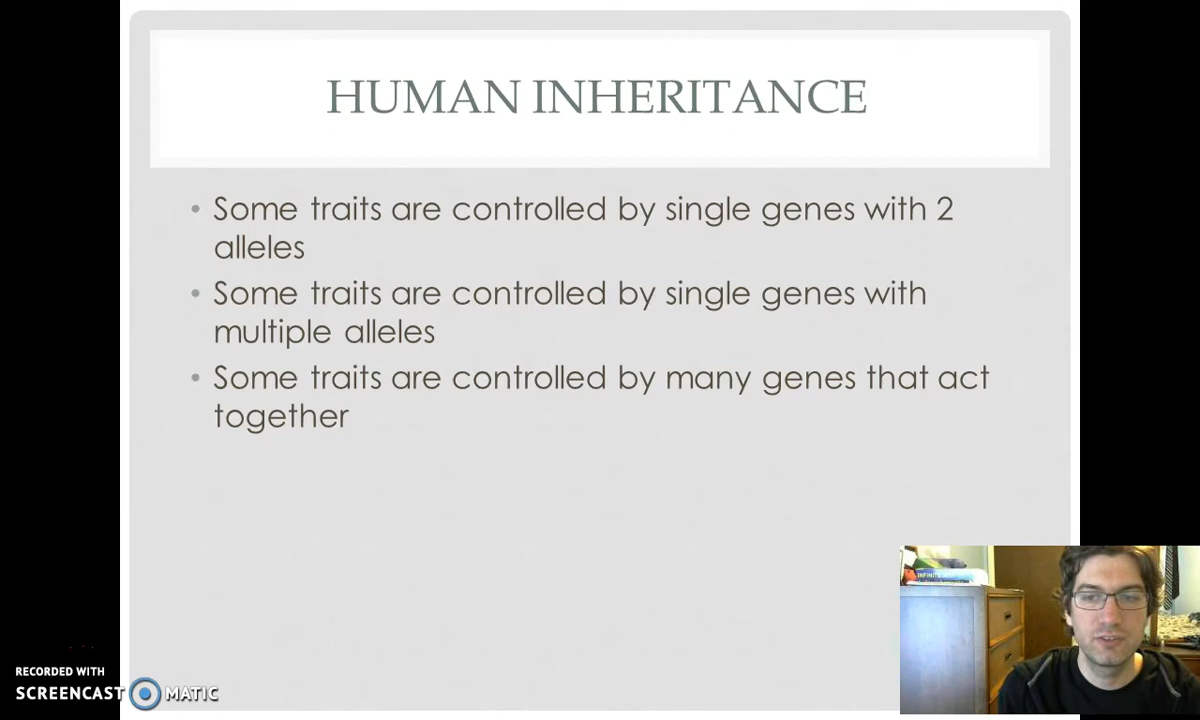 HUMAN INHERITANCE
• Some traits are controlled by single genes with 2
alleles
• Some traits are controlled by single genes with
multiple alleles
• Some traits are controlled by many genes that act
together
RECORDED WITH
SCREENCAST MATIC